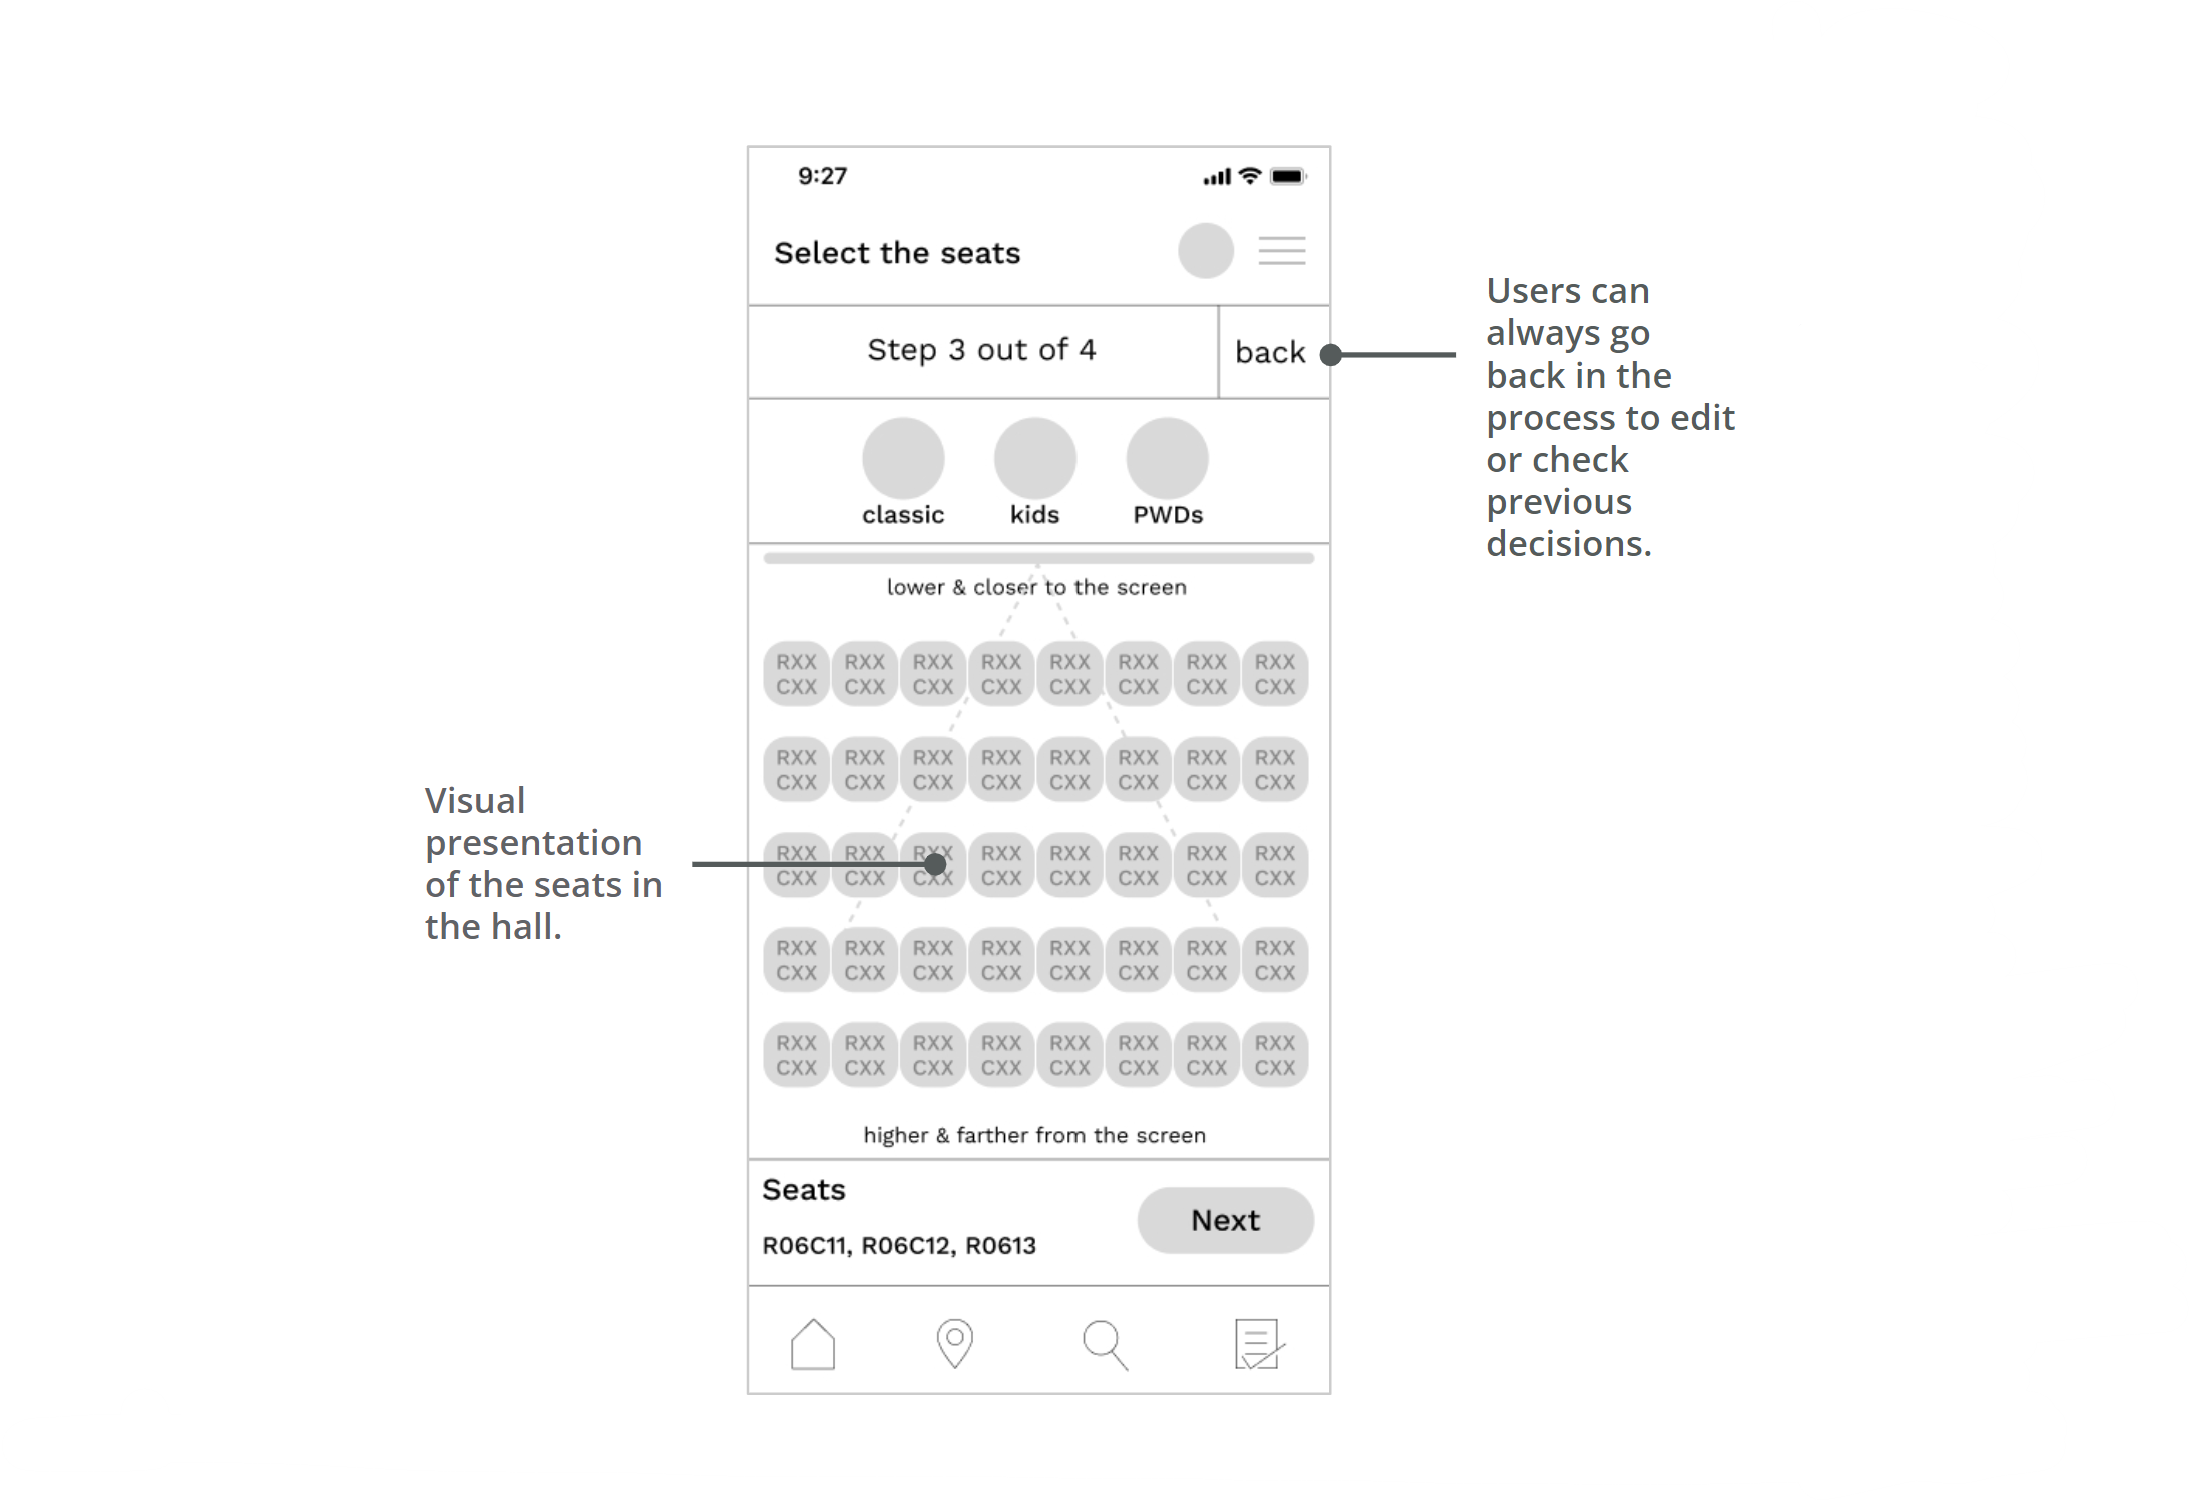 9:27
Select the seats
Step 3 out of 4
back
Users can
always go
back in the
process to edit
or check
previous
decisions.
classic kids PWDs
lower & closer to the screen
RXX RXX RXX RXX RXX RXX RXX RXX
CXX CXX CXX CXX CXX CXX CXX CXX
RXX RXX RXX RXX RXX RXX RXX RXX
CXX CXX CXX CXX CXX CXX CXX CXX
Visual
presentation
of the seats in
the hall.
RXX RXX RXX RXX RXX RXX RXX RXX
CXX CXX CXX CXX CXX CXX CXX CXX
RXX RXX RXX RXX RXX RXX RXX RXX
CXX CXX CXX CXX CXX CXX CXX CXX
RXX RXX RXX RXX RXX RXX RXX RXX
CXX CXX CXX CXX CXX CXX CXX CXX
higher & farther from the screen
Seats
R06C11, R06C12, R0613
Next